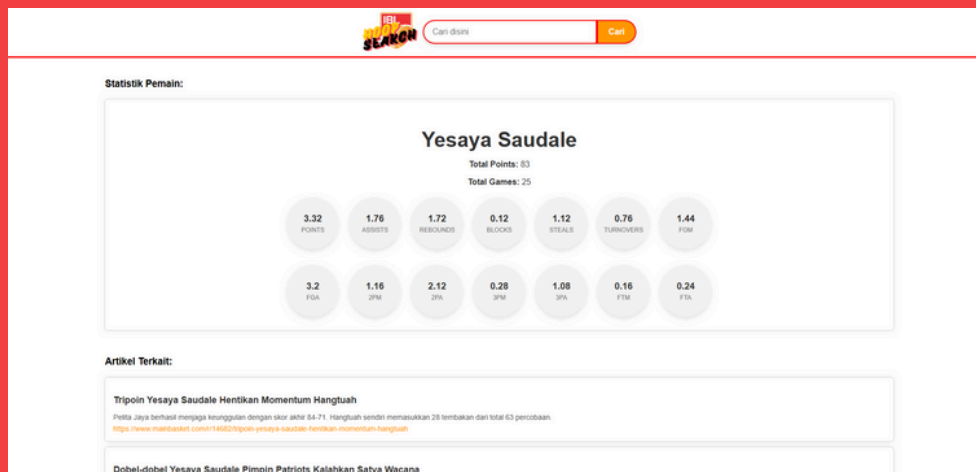 IBL
HOOP
SEARCH
Cari disini
Cari
Statistik Pemain:
Yesaya Saudale
Total Points: 83
Total Games: 25
3.32 1.76 1.72 0.12 1.12 0.76 1.44
POINTS ASSISTS REBOUNDS BLOCKS STEALS TURNOVERS FGM
3.2 1.16 2.12 0.28 1.08 0.16 0.24
FGA 2PM 2PA 3PM 3PA FTM FTA
Artikel Terkait:
Tripoin Yesaya Saudale Hentikan Momentum Hangtuah
Pelita Jaya berhasil menjaga keunggulan dengan skor akhir 84-71. Hangtuah sendiri memasukkan 28 tembakan dari total 63 percobaan.
https://www.mainbasket.com/r/14682/tripoin-yesaya-saudale-hentikan-momentum-hangtuah
Dobel-dobel Yesaya Saudale Pimpin Patriots Kalahkan Satya Wacana